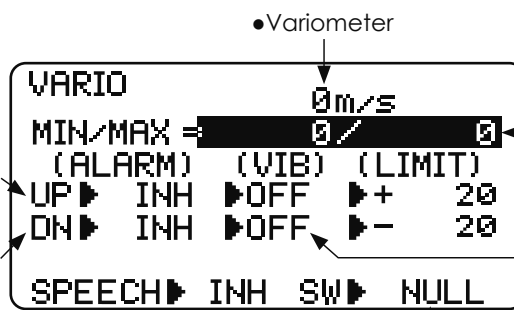 ●Variometer
VARIO
0m/s
MIN/MAX = 0/ 0
(ALARM) (VIB) (LIMIT)
UP▶ INH ▶OFF ▶+ 20
DN▶ INH ▶OFF ▶- 20
SPEECH▶ INH SW▶ NULL